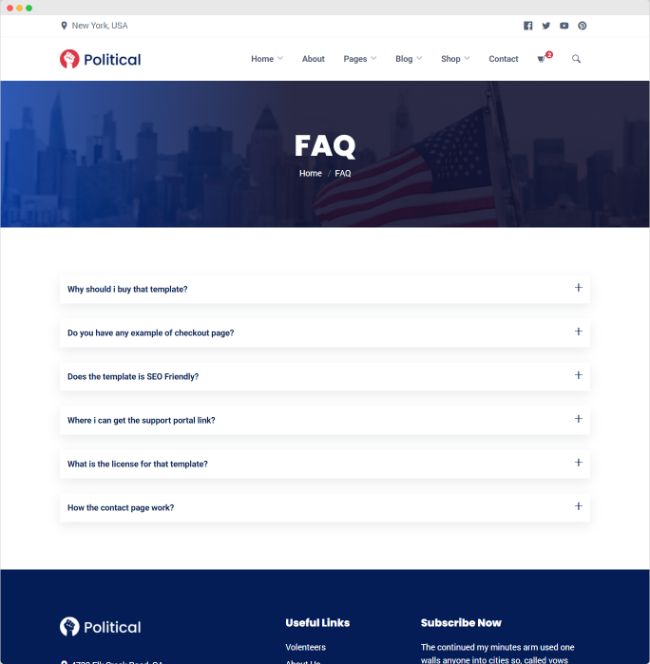 New York, USA
Political
Home About Pages Blog Shop Contact 2
FAQ
Home / FAQ
Why should i buy that template?
Do you have any example of checkout page?
Does the template is SEO Friendly?
Where i can get the support portal link?
What is the license for that template?
How the contact page work?
Political
Useful Links
Subscribe Now
Volenteers
The continued my minutes arm used one
About Us
walls anyone into cities so, called vows